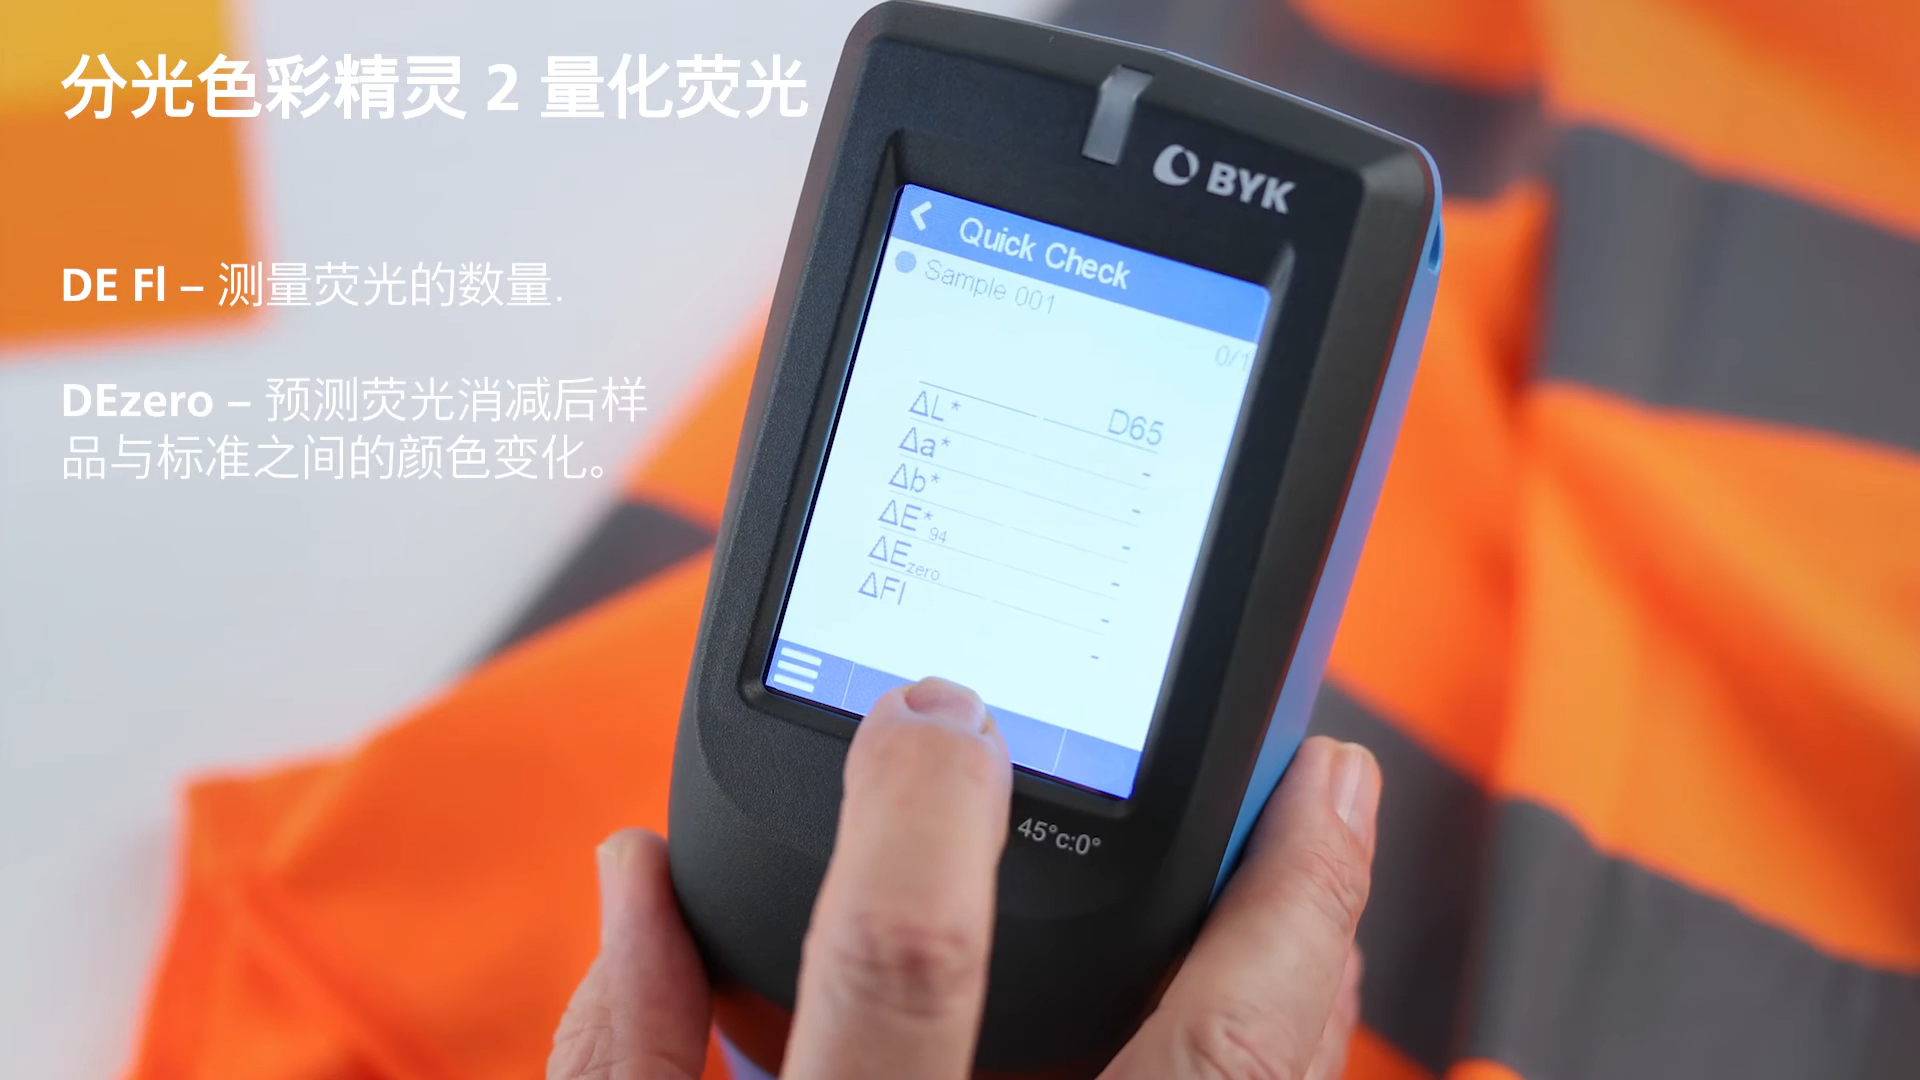 分光色彩精灵 2 量化荧光
DE Fl – 测量荧光的数量.
DEzero – 预测荧光消减后样
品与标准之间的颜色变化。
BYK
Quick Check
Sample 001
0/1
D65
ΔL* -
Δa* -
Δb* -
ΔE*94 -
ΔEzero -
ΔFl -
45°c:0°